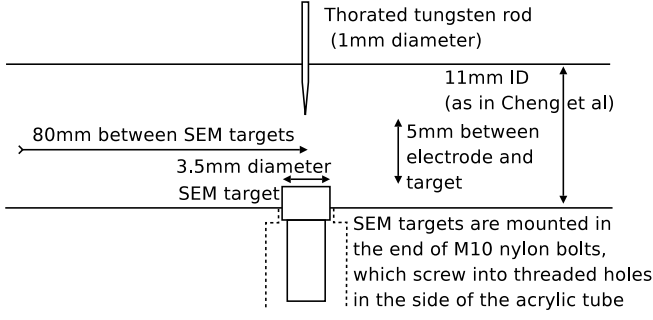 Thorated tungsten rod
(1mm diameter)
11mm ID
(as in Cheng et al)
80mm between SEM targets
5mm between
electrode and
target
3.5mm diameter
SEM target
SEM targets are mounted in
the end of M10 nylon bolts,
which screw into threaded holes
in the side of the acrylic tube